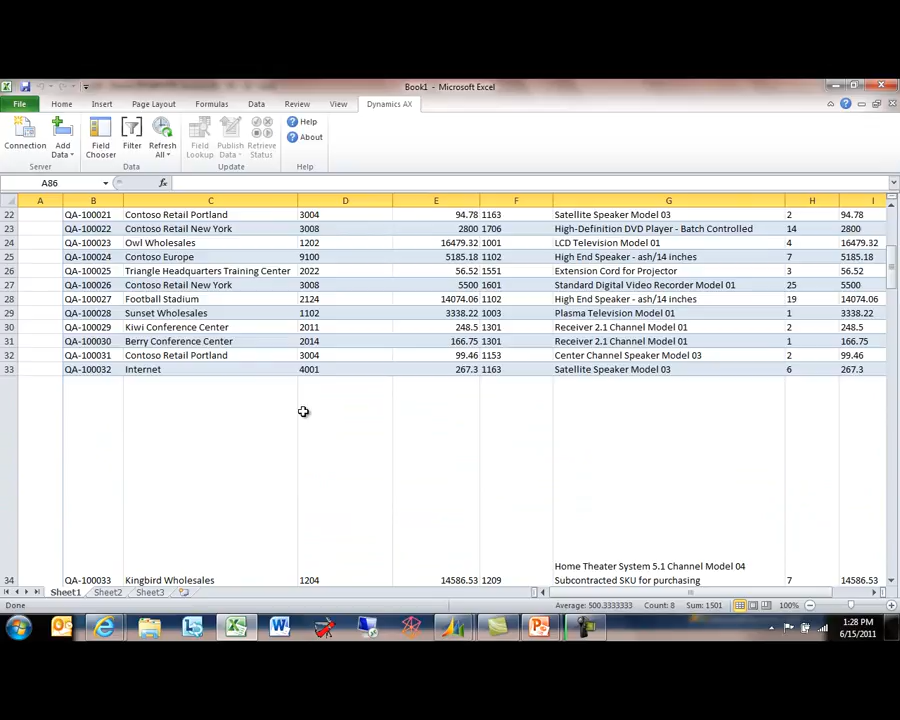 Book1 - Microsoft Excel
File Home Insert Page Layout Formulas Data Review View Dynamics AX
Connection Add Data Field Chooser Filter Refresh All Field Lookup Publish Data Retrieve Status Help About
Server Data Update Help
A86 fx
A B C D E F G H I
22 QA-100021 Contoso Retail Portland 3004 94.78 1163 Satellite Speaker Model 03 2 94.78
23 QA-100022 Contoso Retail New York 3008 2800 1706 High-Definition DVD Player - Batch Controlled 14 2800
24 QA-100023 Owl Wholesales 1202 16479.32 1001 LCD Television Model 01 4 16479.32
25 QA-100024 Contoso Europe 9100 5185.18 1102 High End Speaker - ash/14 inches 7 5185.18
26 QA-100025 Triangle Headquarters Training Center 2022 56.52 1551 Extension Cord for Projector 3 56.52
27 QA-100026 Contoso Retail New York 3008 5500 1601 Standard Digital Video Recorder Model 01 25 5500
28 QA-100027 Football Stadium 2124 14074.06 1102 High End Speaker - ash/14 inches 19 14074.06
29 QA-100028 Sunset Wholesales 1102 3338.22 1003 Plasma Television Model 01 1 3338.22
30 QA-100029 Kiwi Conference Center 2011 248.5 1301 Receiver 2.1 Channel Model 01 2 248.5
31 QA-100030 Berry Conference Center 2014 166.75 1301 Receiver 2.1 Channel Model 01 1 166.75
32 QA-100031 Contoso Retail Portland 3004 99.46 1153 Center Channel Speaker Model 03 2 99.46
33 QA-100032 Internet 4001 267.3 1163 Satellite Speaker Model 03 6 267.3
Home Theater System 5.1 Channel Model 04
34 QA-100033 Kingbird Wholesales 1204 14586.53 1209 Subcontracted SKU for purchasing 7 14586.53
Sheet1 Sheet2 Sheet3
Done Average: 500.3333333 Count: 8 Sum: 1501 100%
1:28 PM
6/15/2011